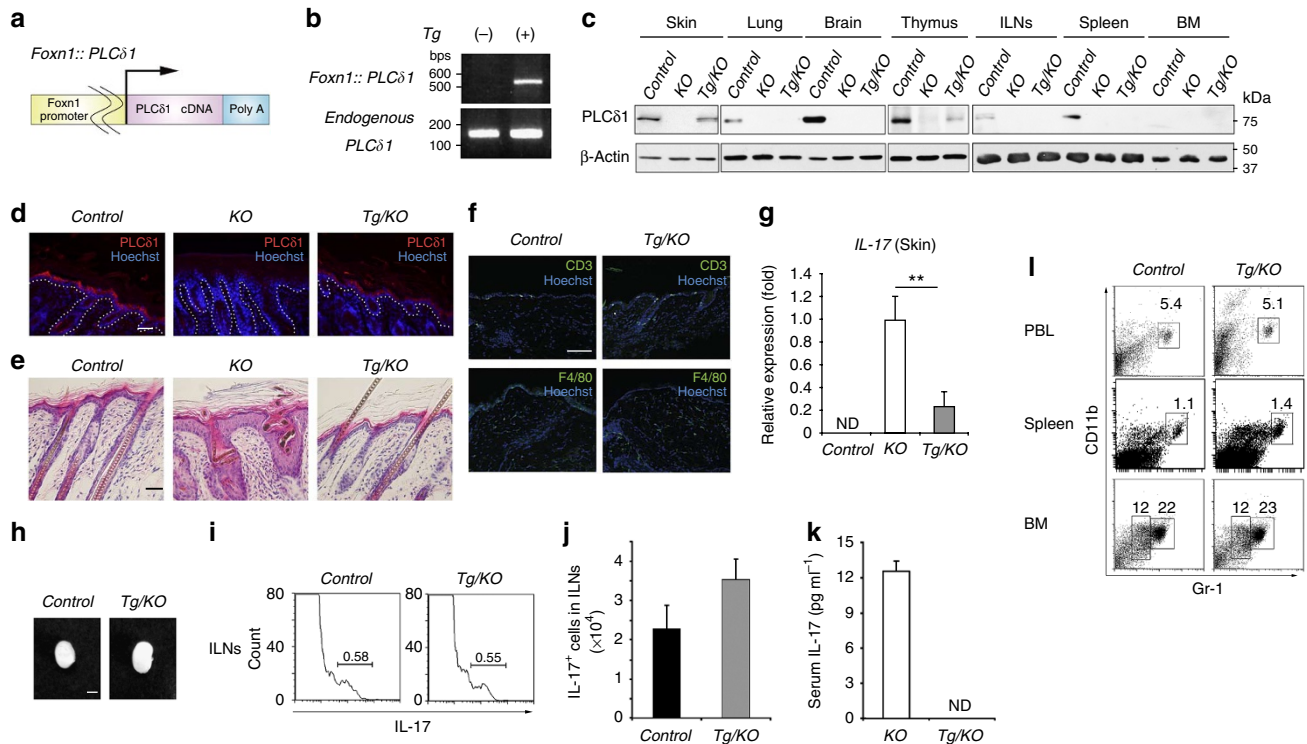 a
Foxn1:: PLCδ1
Foxn1 promoter
PLCδ1 cDNA
Poly A
b
Tg (–) (+)
bps
Foxn1:: PLCδ1
600
500
Endogenous
PLCδ1
200
100
c
Skin Lung Brain Thymus ILNs Spleen BM
Control KO Tg/KO Control KO Tg/KO Control KO Tg/KO Control KO Tg/KO Control KO Tg/KO Control KO Tg/KO Control KO Tg/KO
kDa
PLCδ1
75
β-Actin
50
37
d
Control KO Tg/KO
PLCδ1 PLCδ1 PLCδ1
Hoechst Hoechst Hoechst
e
Control KO Tg/KO
f
Control Tg/KO
CD3 CD3
Hoechst Hoechst
F4/80 F4/80
Hoechst Hoechst
g
IL-17 (Skin)
Relative expression (fold)
1.4
1.2
1.0
0.8
0.6
0.4
0.2
0
**
ND
Control KO Tg/KO
h
Control Tg/KO
i
Control Tg/KO
ILNs
Count
80 80
40 40
0 0
0.58 0.55
IL-17
j
IL-17+ cells in ILNs
(×10⁴)
4
3
2
1
0
Control Tg/KO
k
Serum IL-17 (pg ml⁻¹)
15
12
9
6
3
0
ND
KO Tg/KO
l
Control Tg/KO
PBL
5.4 5.1
Spleen
1.1 1.4
BM
12 22 12 23
CD11b
Gr-1